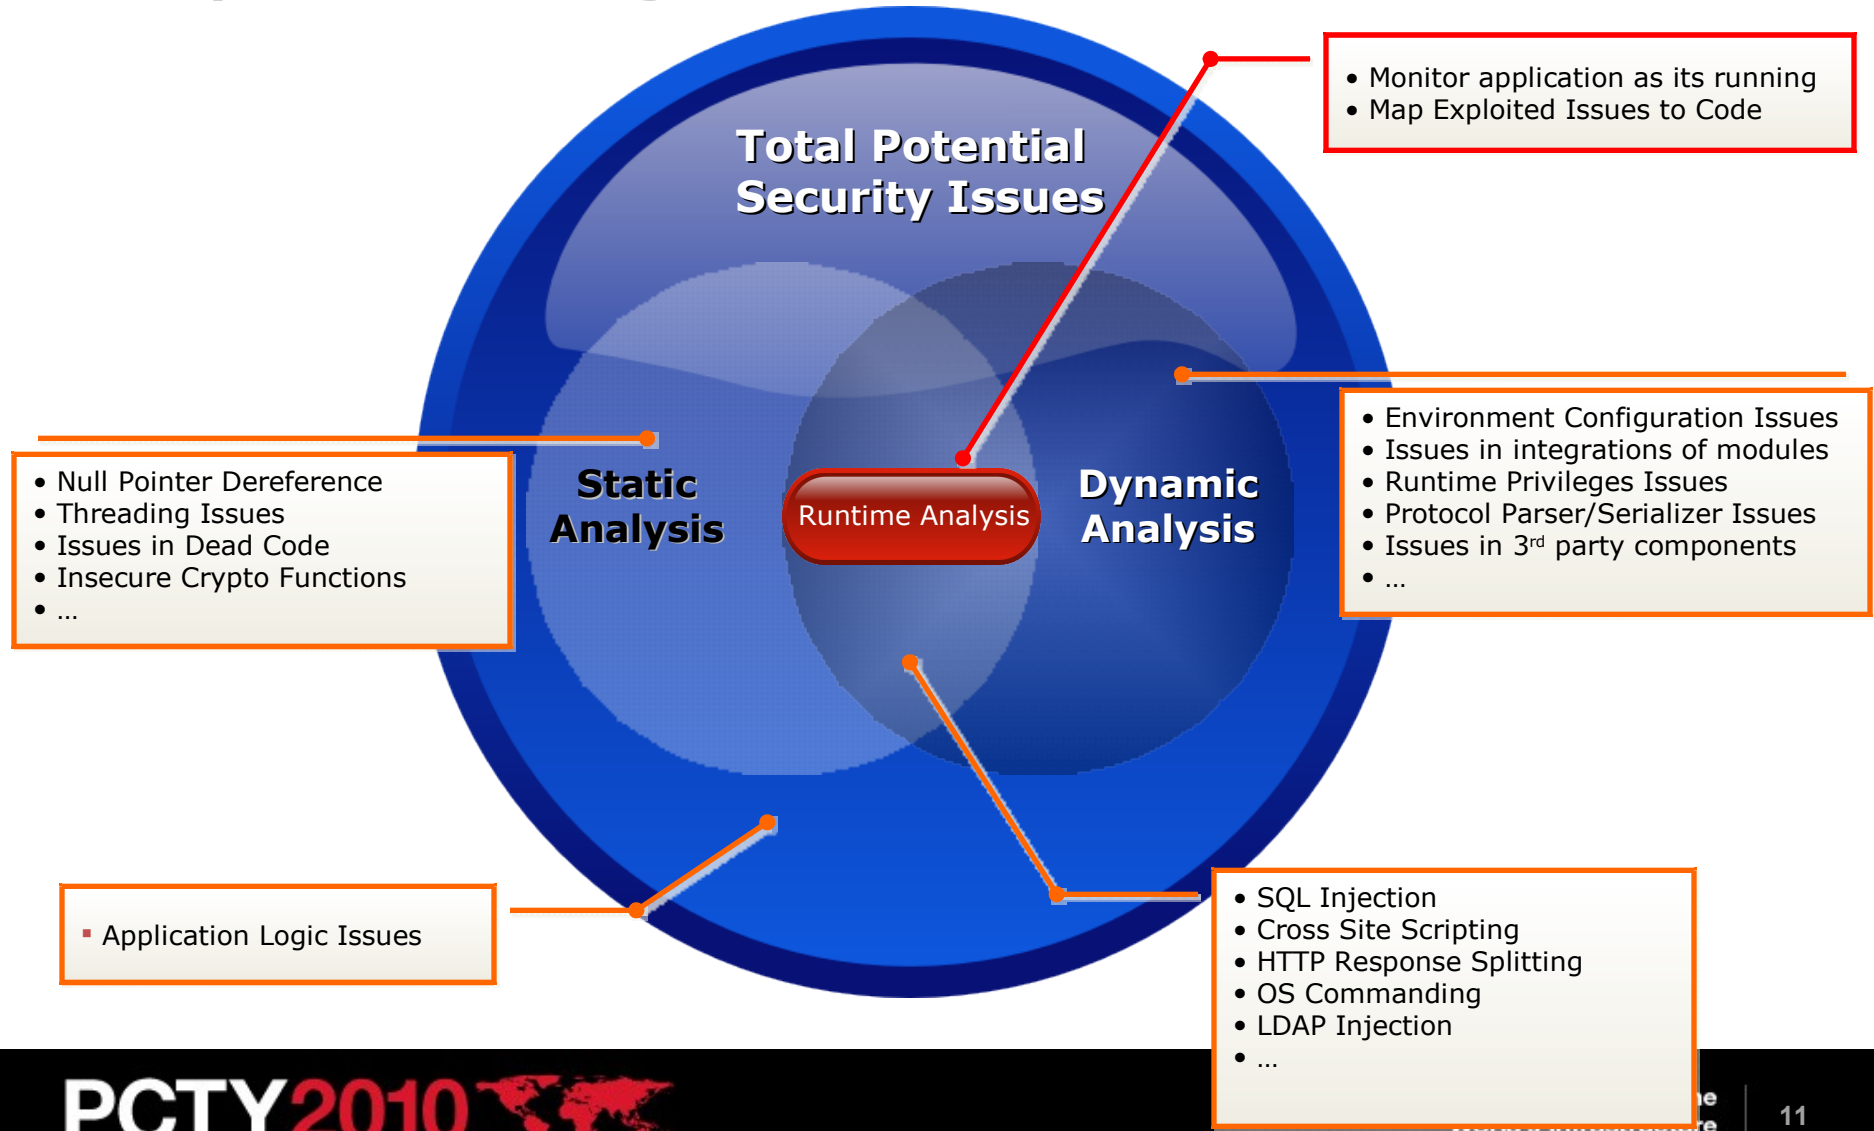 • Monitor application as its running
• Map Exploited Issues to Code
Total Potential
Security Issues
• Environment Configuration Issues
• Issues in integrations of modules
• Runtime Privileges Issues
• Protocol Parser/Serializer Issues
• Issues in 3rd party components
• ...
• Null Pointer Dereference
• Threading Issues
• Issues in Dead Code
• Insecure Crypto Functions
• ...
Static
Analysis
Runtime Analysis
Dynamic
Analysis
▪ Application Logic Issues
• SQL Injection
• Cross Site Scripting
• HTTP Response Splitting
• OS Commanding
• LDAP Injection
• ...
PCTY2010
11